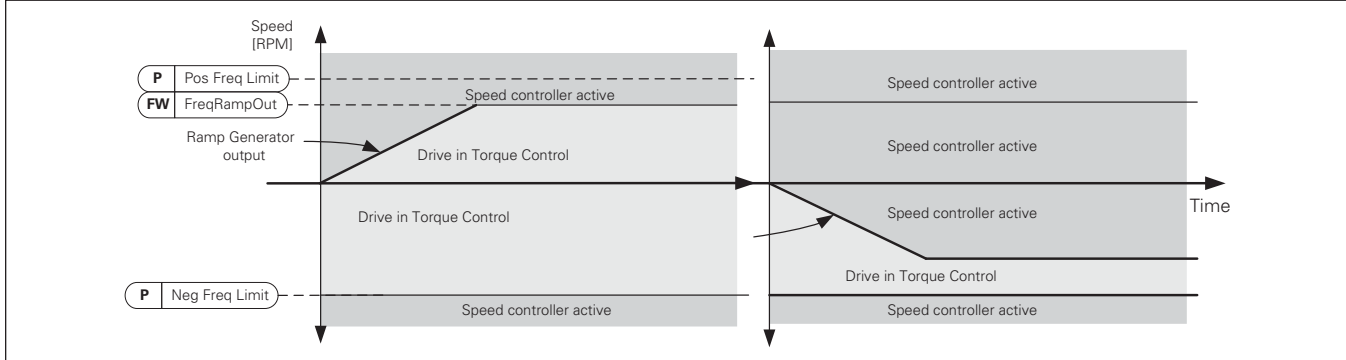 Speed
[RPM]
P Pos Freq Limit
Speed controller active
Speed controller active
FW FreqRampOut
Ramp Generator
output
Drive in Torque Control
Speed controller active
Drive in Torque Control
Speed controller active
Time
Drive in Torque Control
P Neg Freq Limit
Speed controller active
Speed controller active